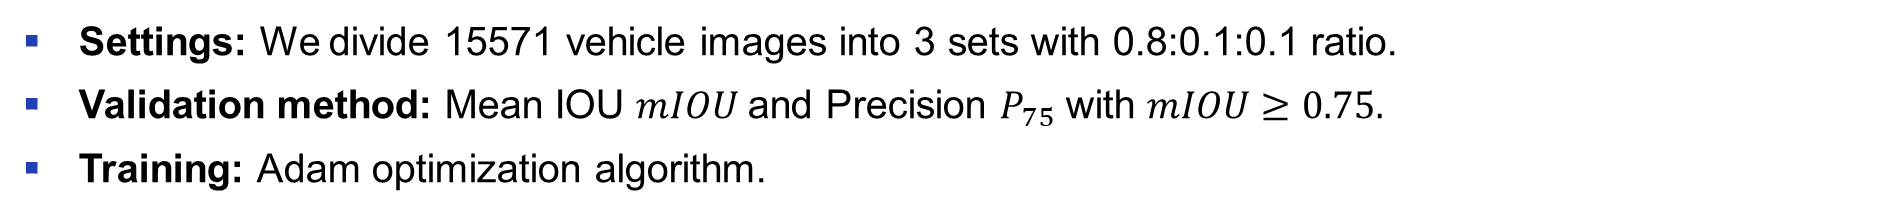 ▪ Settings: We divide 15571 vehicle images into 3 sets with 0.8:0.1:0.1 ratio.
▪ Validation method: Mean IOU mIOU and Precision P₇₅ with mIOU ≥ 0.75.
▪ Training: Adam optimization algorithm.